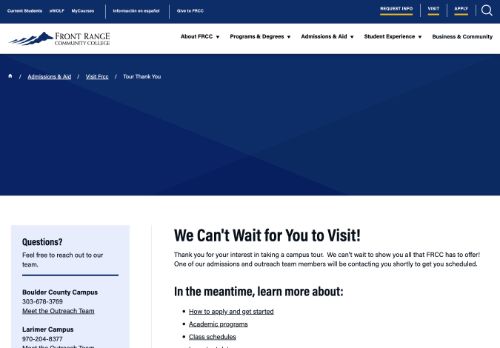 Current Students eWOLF MyCourses Información en español Give to FRCC REQUEST INFO VISIT APPLY
FRONT RANGE
COMMUNITY COLLEGE
About FRCC ▼ Programs & Degrees ▼ Admissions & Aid ▼ Student Experience ▼ Business & Community
/ Admissions & Aid / Visit Frcc / Tour Thank You
We Can't Wait for You to Visit!
Thank you for your interest in taking a campus tour. We can't wait to show you all that FRCC has to offer!
One of our admissions and outreach team members will be contacting you shortly to get you scheduled.
In the meantime, learn more about:
• How to apply and get started
• Academic programs
• Class schedules
Questions?
Feel free to reach out to our
team.
Boulder County Campus
303-678-3769
Meet the Outreach Team
Larimer Campus
970-204-8377
Meet the Outreach Team